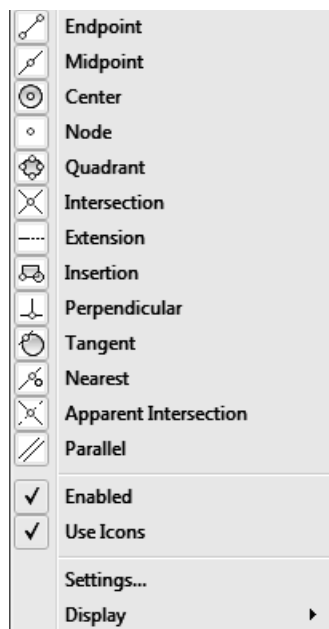 Endpoint
Midpoint
Center
Node
Quadrant
Intersection
Extension
Insertion
Perpendicular
Tangent
Nearest
Apparent Intersection
Parallel
Enabled
Use Icons
Settings...
Display